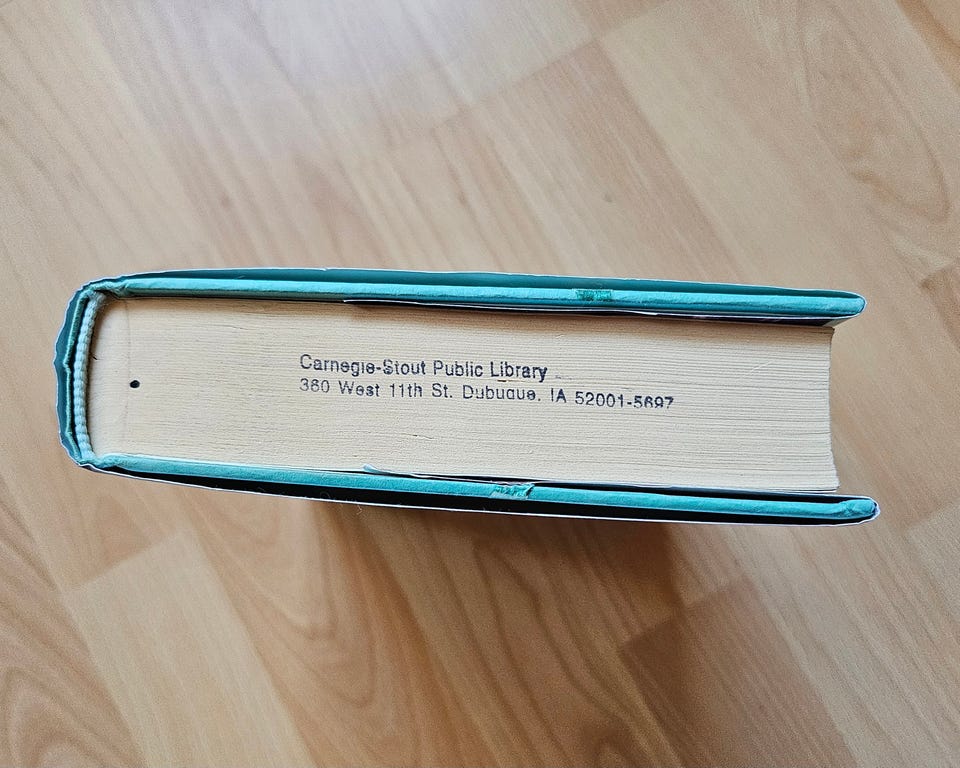 Carnegie-Stout Public Library
360 West 11th St. Dubuque, IA 52001-5697